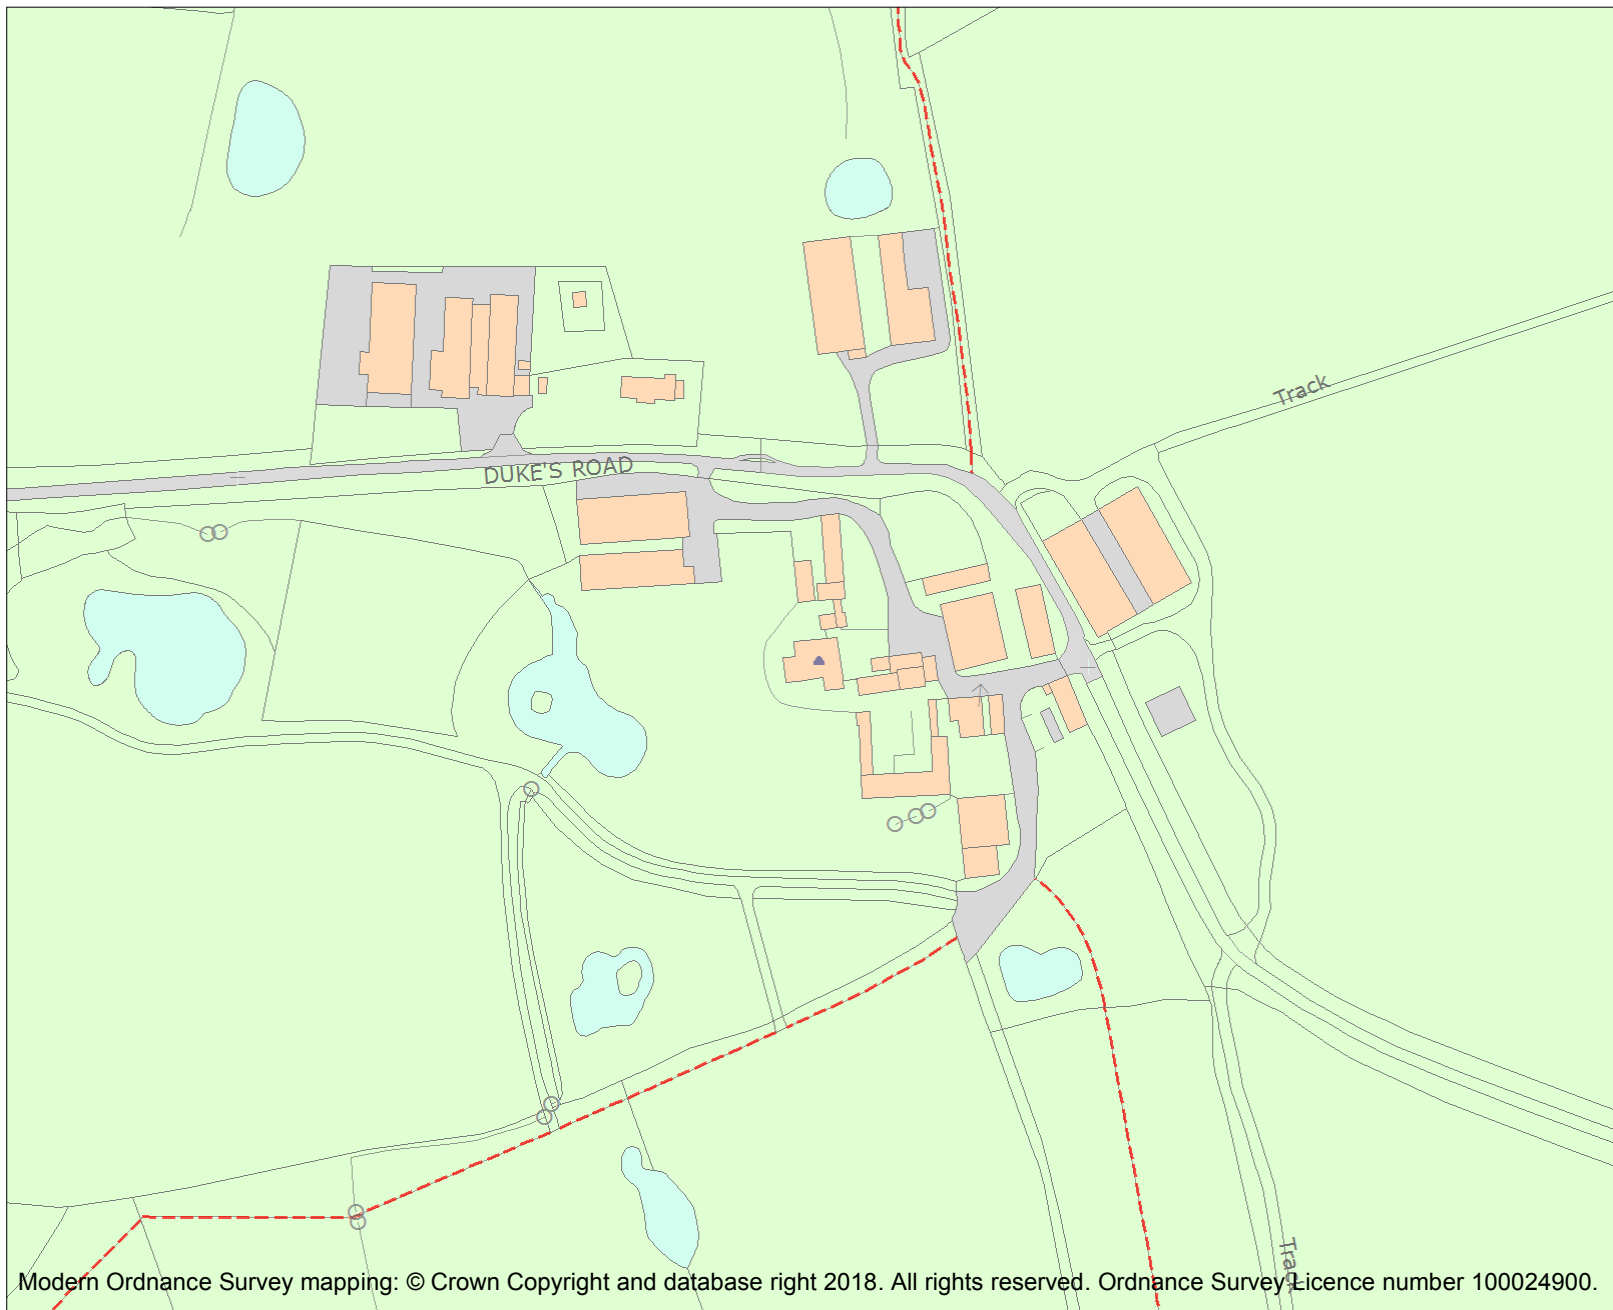 Track
DUKE'S ROAD
Track
Modern Ordnance Survey mapping: © Crown Copyright and database right 2018. All rights reserved. Ordnance Survey Licence number 100024900.